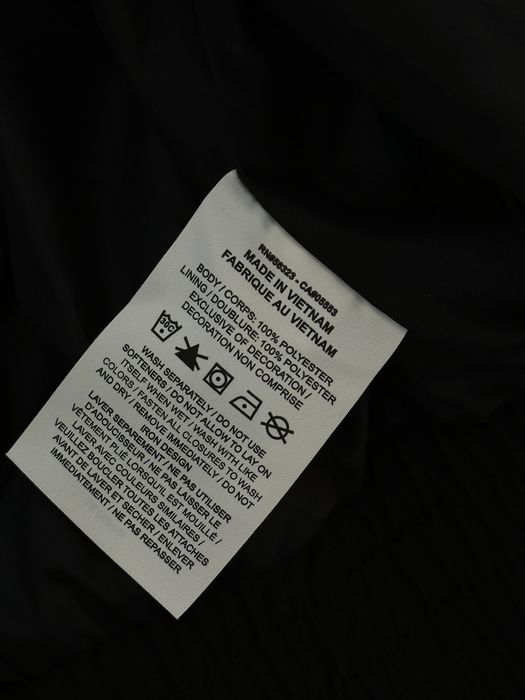 RN#56323 - CA#05553
MADE IN VIETNAM
FABRIQUE AU VIETNAM
BODY / CORPS: 100% POLYESTER
LINING / DOUBLURE: 100% POLYESTER
EXCLUSIVE OF DECORATION /
DECORATION NON COMPRISE
30C
WASH SEPARATELY / DO NOT USE
SOFTENERS / DO NOT ALLOW TO LAY ON
ITSELF WHEN WET / WASH WITH LIKE
COLORS / FASTEN ALL CLOSURES TO WASH
AND DRY / REMOVE IMMEDIATELY / DO NOT
IRON DESIGN
LAVER SEPAREMENT / NE PAS UTILISER
D'ADOUCISSEUR / NE PAS LAISSER LE
VÊTEMENT PLIÉ LORSQU'IL EST MOUILLÉ /
LAVER AVEC COULEURS SIMILAIRES /
VEUILLEZ BOUCLER TOUTES LES ATTACHES
AVANT DE LAVER ET SÉCHER / ENLEVER
IMMÉDIATEMENT / NE PAS REPASSER